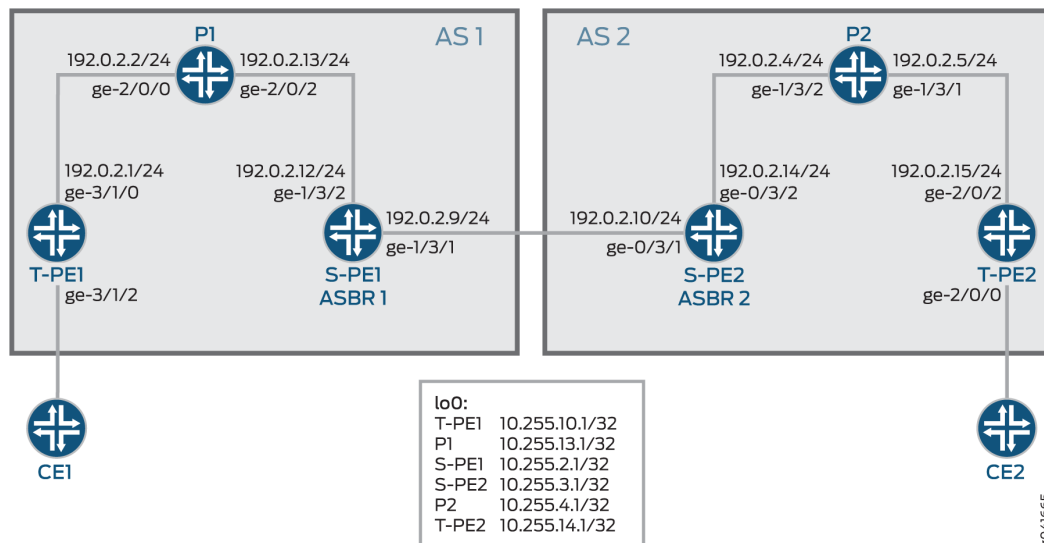 AS 1
P1
192.0.2.2/24
192.0.2.13/24
ge-2/0/0
ge-2/0/2
192.0.2.1/24
ge-3/1/0
192.0.2.12/24
ge-1/3/2
T-PE1
ge-3/1/2
192.0.2.9/24
ge-1/3/1
S-PE1
ASBR 1
CE1
AS 2
P2
192.0.2.4/24
192.0.2.5/24
ge-1/3/2
ge-1/3/1
192.0.2.14/24
ge-0/3/2
192.0.2.15/24
ge-2/0/2
192.0.2.10/24
ge-0/3/1
S-PE2
ASBR 2
T-PE2
ge-2/0/0
CE2
lo0:
T-PE1 10.255.10.1/32
P1 10.255.13.1/32
S-PE1 10.255.2.1/32
S-PE2 10.255.3.1/32
P2 10.255.4.1/32
T-PE2 10.255.14.1/32